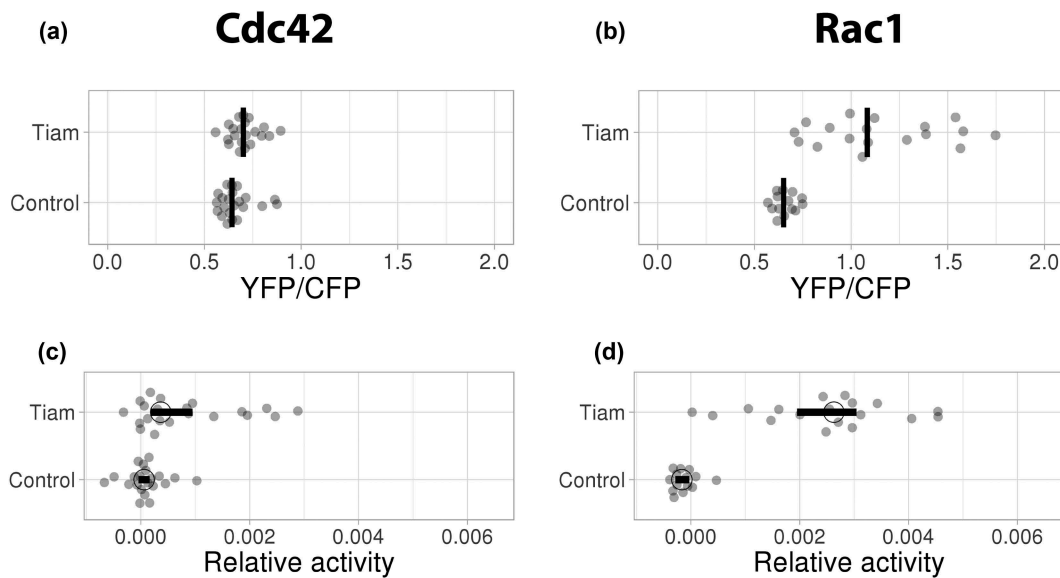 (a) Cdc42
(b) Rac1
Tiam
Control
0.0 0.5 1.0 1.5 2.0
YFP/CFP
Tiam
Control
0.0 0.5 1.0 1.5 2.0
YFP/CFP
(c)
Tiam
Control
0.000 0.002 0.004 0.006
Relative activity
(d)
Tiam
Control
0.000 0.002 0.004 0.006
Relative activity